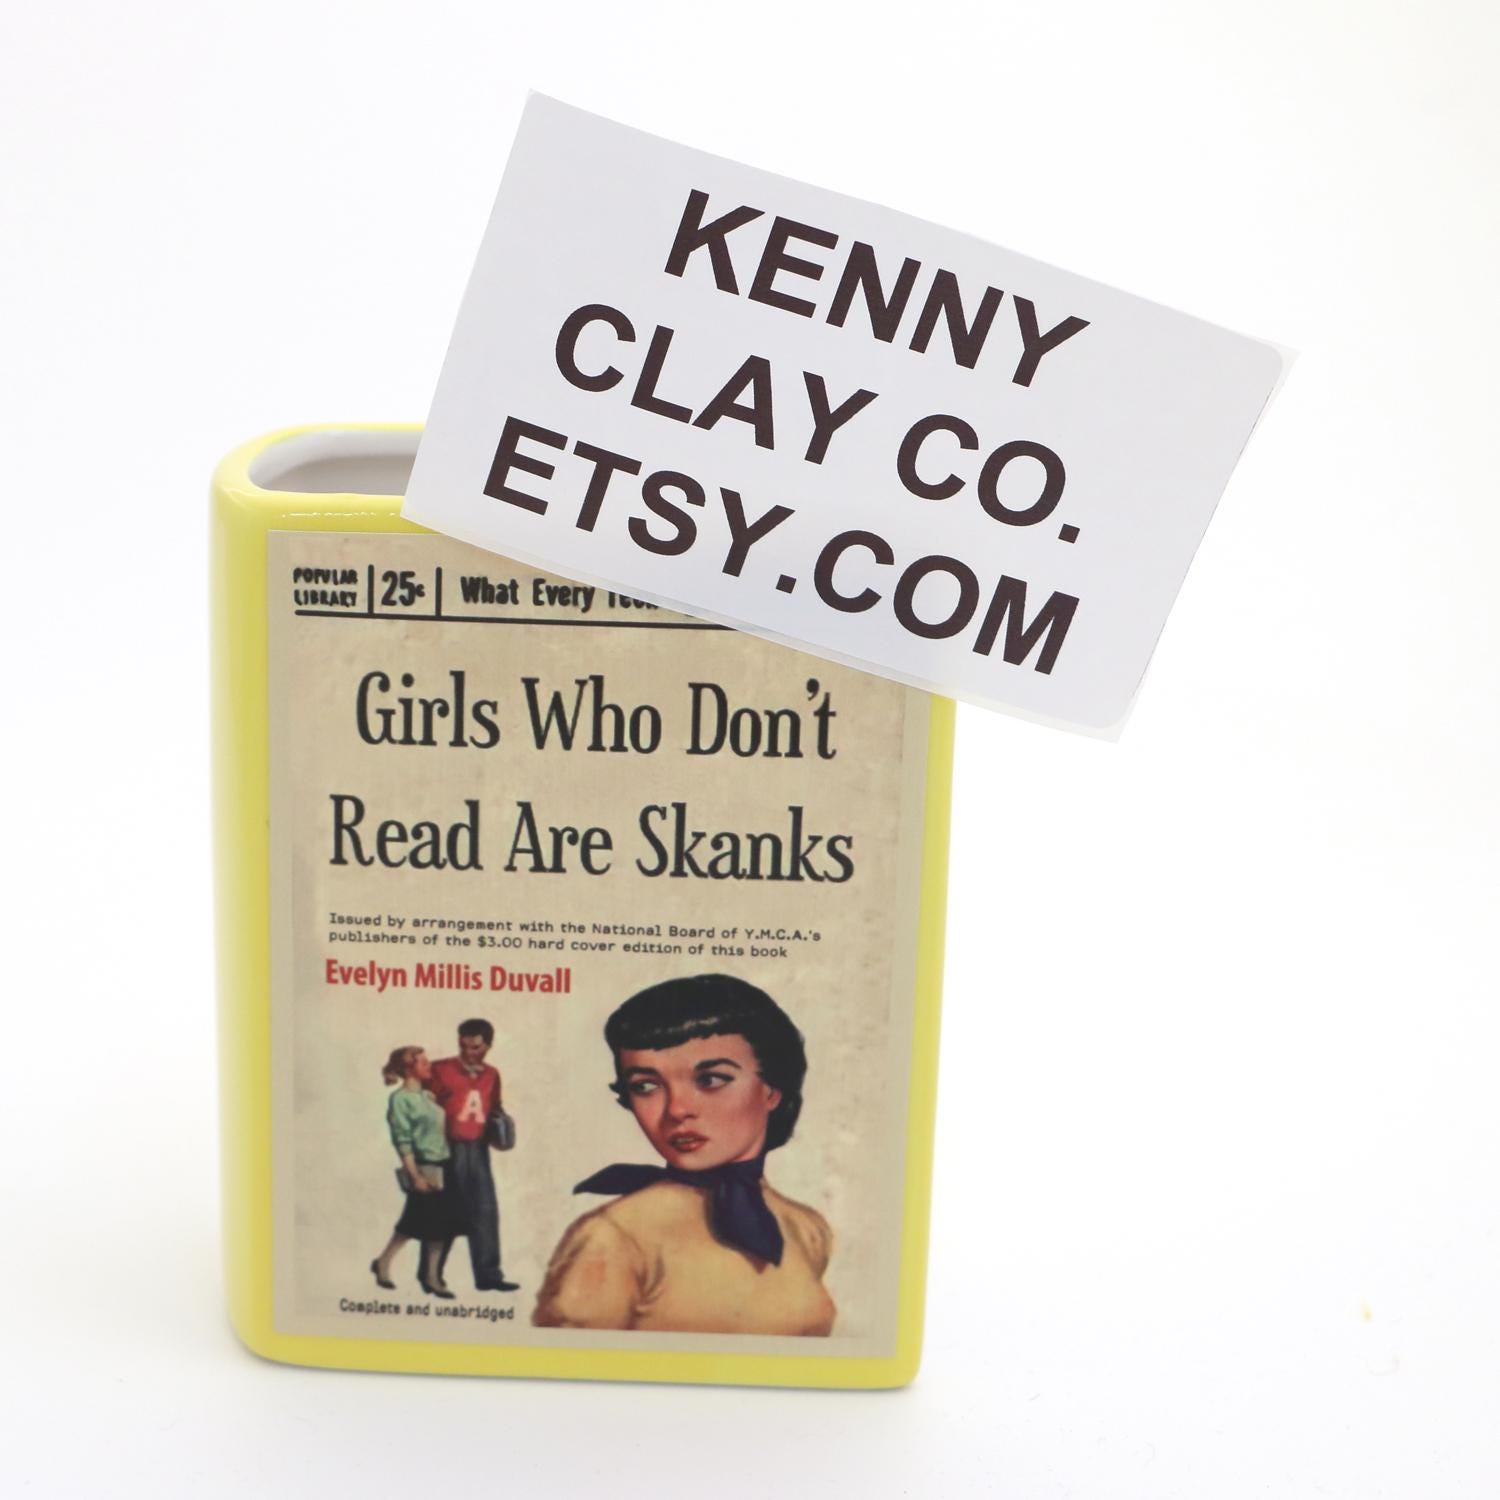 KENNY
CLAY CO.
ETSY.COM
POPULAR
LIBRARY
25c
What Every
Girls Who Don't
Read Are Skanks
Issued by arrangement with the National Board of Y.M.C.A.'s
publishers of the $3.00 hard cover edition of this book
Evelyn Millis Duvall
A
Complete and unabridged